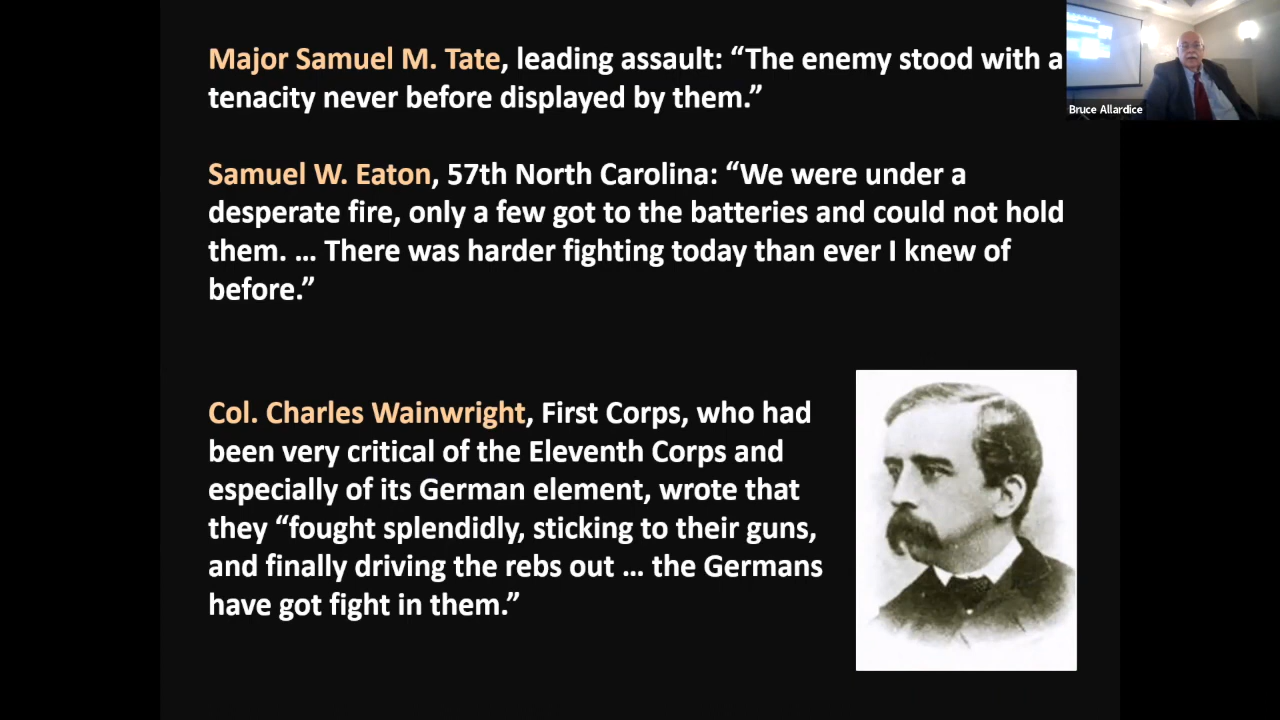 Major Samuel M. Tate, leading assault: “The enemy stood with a
tenacity never before displayed by them.”
Bruce Allardice
Samuel W. Eaton, 57th North Carolina: “We were under a
desperate fire, only a few got to the batteries and could not hold
them. … There was harder fighting today than ever I knew of
before.”
Col. Charles Wainwright, First Corps, who had
been very critical of the Eleventh Corps and
especially of its German element, wrote that
they “fought splendidly, sticking to their guns,
and finally driving the rebs out … the Germans
have got fight in them.”